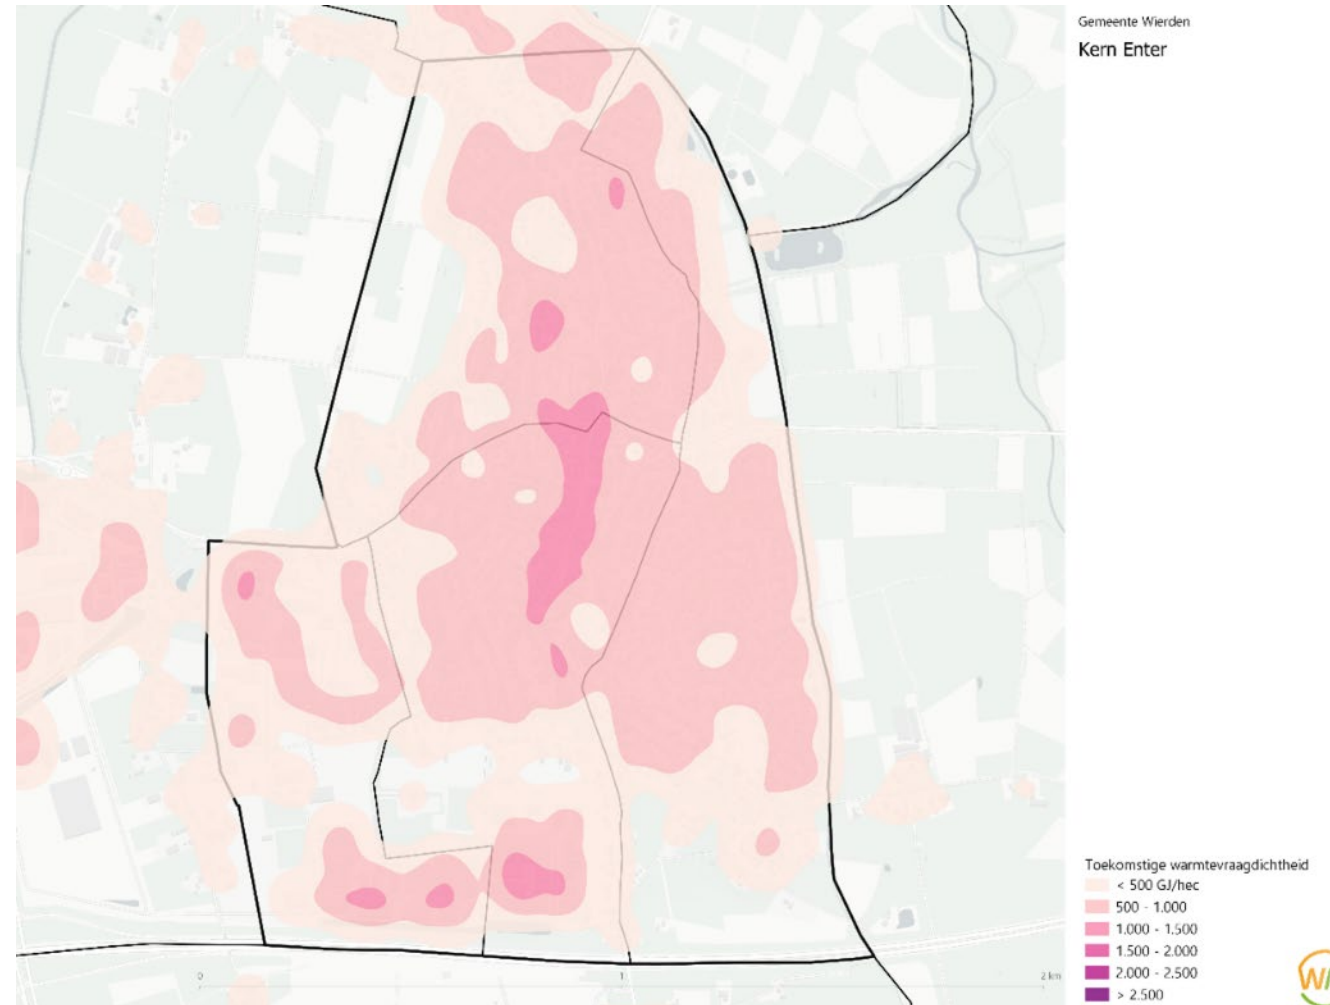 Gemeente Wierden
Kern Enter
Toekomstige warmtevraagdichtheid
< 500 GJ/hec
500 - 1.000
1.000 - 1.500
1.500 - 2.000
2.000 - 2.500
> 2.500
0 1 2 km